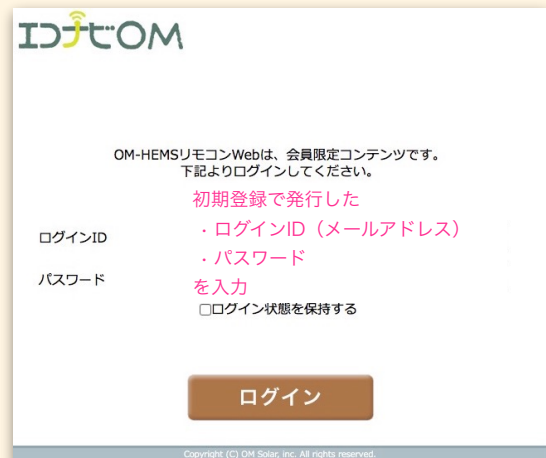 エコナビOM
OM-HEMSリモコンWebは、会員限定コンテンツです。
下記よりログインしてください。
初期登録で発行した
・ログインID（メールアドレス）
・パスワード
を入力
ログインID
パスワード
□ログイン状態を保持する
ログイン
Copyright (C) OM Solar, inc. All rights reserved.